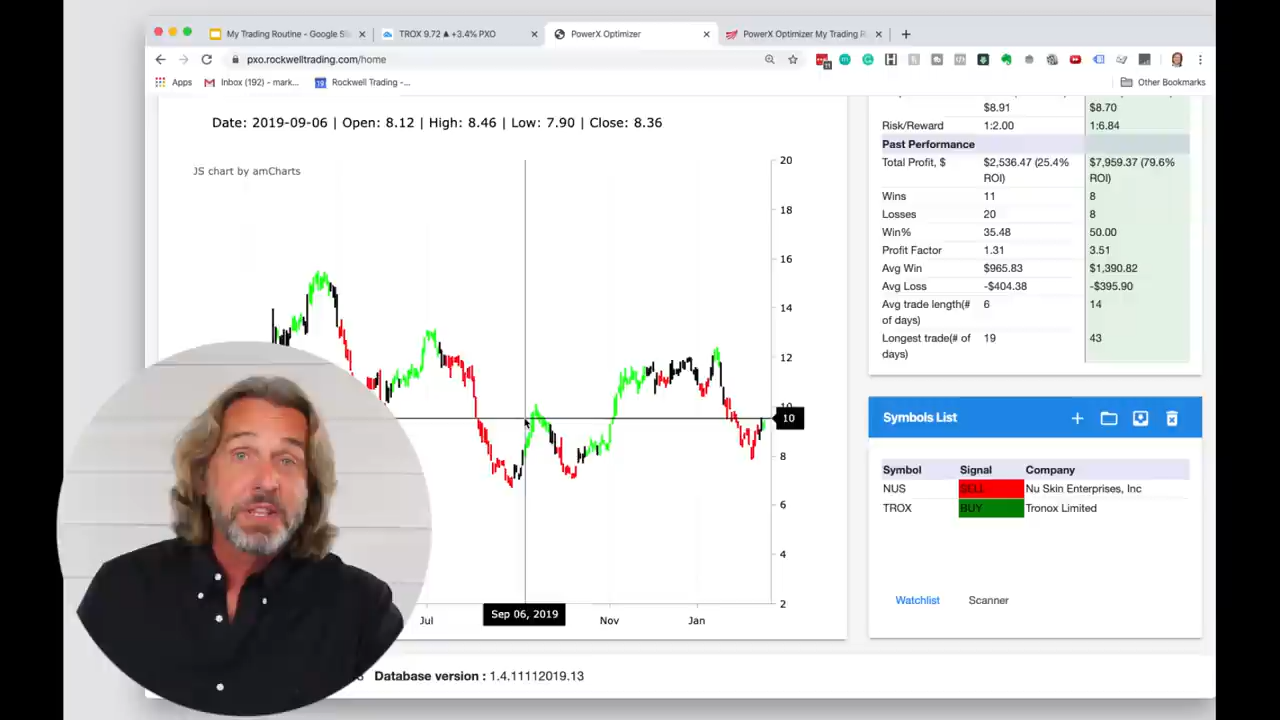 My Trading Routine - Google Sl
TROX 9.72 ▲ +3.4% PXO
PowerX Optimizer
PowerX Optimizer My Trading R
pxo.rockwelltrading.com/home
Apps
Inbox (192) - mark...
Rockwell Trading -...
Other Bookmarks
Date: 2019-09-06 | Open: 8.12 | High: 8.46 | Low: 7.90 | Close: 8.36
JS chart by amCharts
20
18
16
14
12
10
10
8
6
4
2
Sep 06, 2019
Jul
Nov
Jan
$8.91 $8.70
Risk/Reward 1:2.00 1:6.84
Past Performance
Total Profit, $ $2,536.47 (25.4% $7,959.37 (79.6%
ROI) ROI)
Wins 11 8
Losses 20 8
Win% 35.48 50.00
Profit Factor 1.31 3.51
Avg Win $965.83 $1,390.82
Avg Loss -$404.38 -$395.90
Avg trade length(# 6 14
of days)
Longest trade(# of 19 43
days)
Symbols List
Symbol Signal Company
NUS SELL Nu Skin Enterprises, Inc
TROX BUY Tronox Limited
Watchlist Scanner
Database version : 1.4.11112019.13